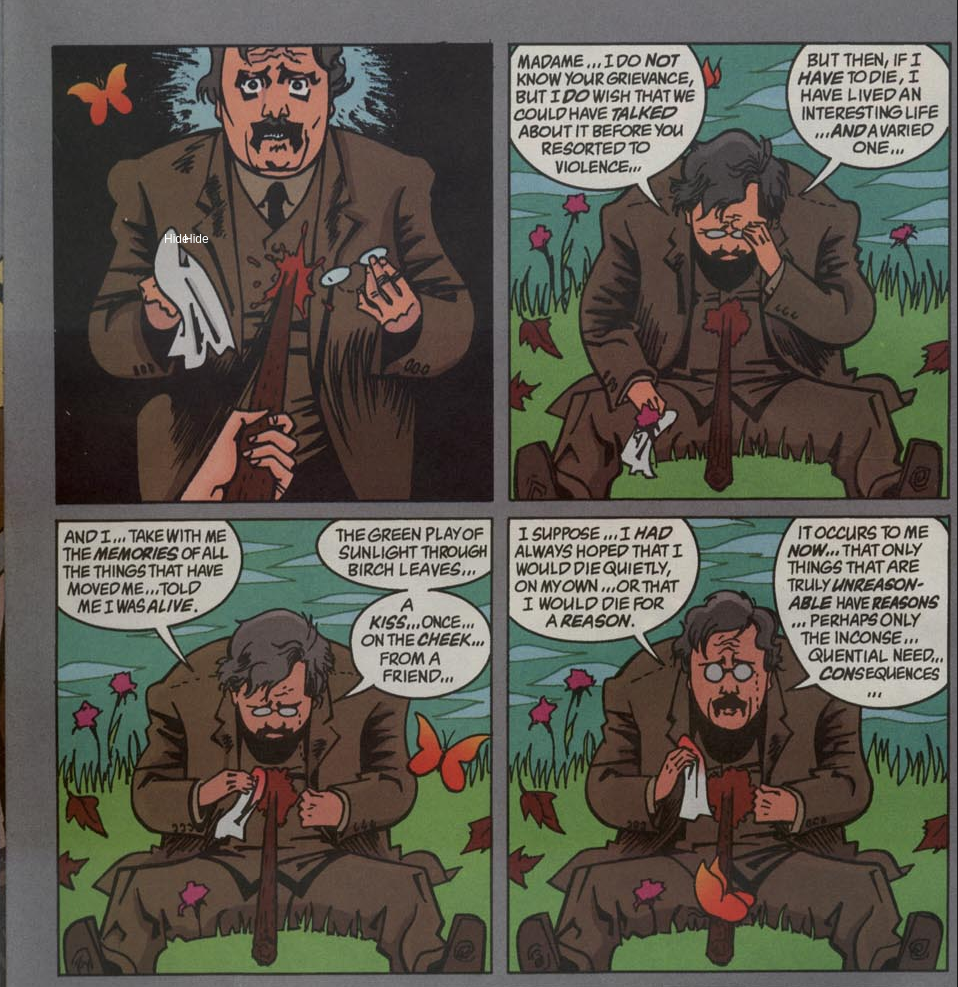 HideHide
MADAME... I DO NOT
KNOW YOUR GRIEVANCE,
BUT I DO WISH THAT WE
COULD HAVE TALKED
ABOUT IT BEFORE YOU
RESORTED TO
VIOLENCE...
BUT THEN, IF I
HAVE TO DIE, I
HAVE LIVED AN
INTERESTING LIFE
...AND A VARIED
ONE...
AND I... TAKE WITH ME
THE MEMORIES OF ALL
THE THINGS THAT HAVE
MOVED ME...TOLD
ME I WAS ALIVE.
THE GREEN PLAY OF
SUNLIGHT THROUGH
BIRCH LEAVES...
A
KISS...ONCE...
ON THE CHEEK...
FROM A
FRIEND...
I SUPPOSE... I HAD
ALWAYS HOPED THAT I
WOULD DIE QUIETLY,
ON MY OWN ...OR THAT
I WOULD DIE FOR
A REASON.
IT OCCURS TO ME
NOW... THAT ONLY
THINGS THAT ARE
TRULY UNREASON-
ABLE HAVE REASONS
... PERHAPS ONLY
THE INCONSE...
QUENTIAL NEED...
CONSEQUENCES
...